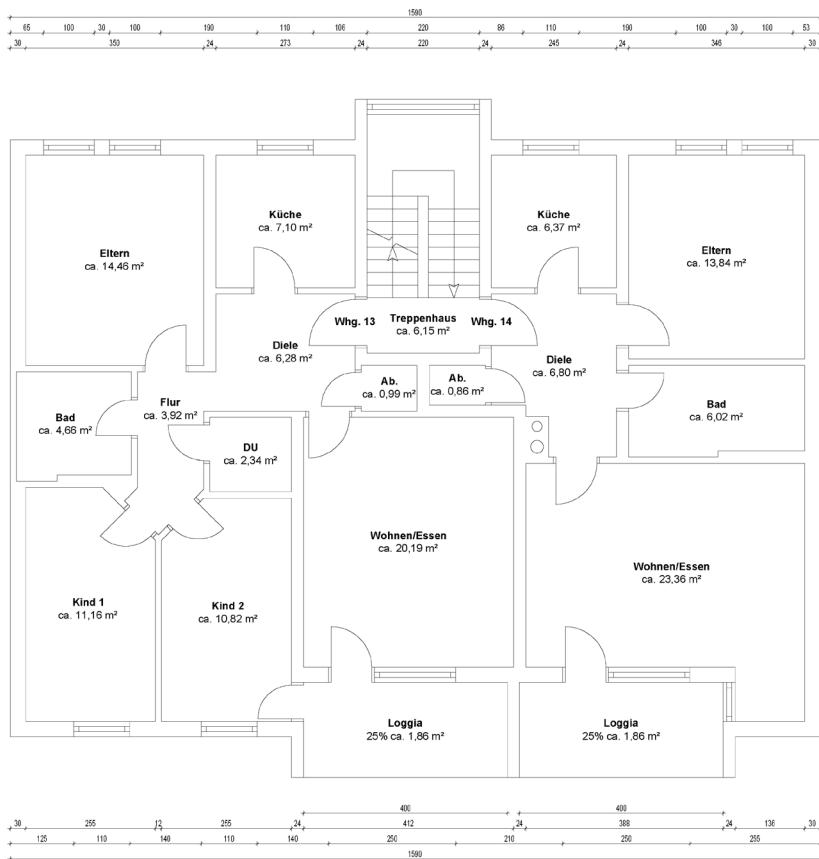 1590
65 100 30 100 190 110 106 220 86 110 190 100 30 100 53
30 350 24 273 24 220 24 245 24 346 30
Küche
ca. 7,10 m²
Küche
ca. 6,37 m²
Eltern
ca. 14,46 m²
Eltern
ca. 13,84 m²
Whg. 13
Treppenhaus
ca. 6,15 m²
Whg. 14
Diele
ca. 6,28 m²
Diele
ca. 6,80 m²
Ab.
ca. 0,99 m²
Ab.
ca. 0,86 m²
Flur
ca. 3,92 m²
Bad
ca. 4,66 m²
Bad
ca. 6,02 m²
DU
ca. 2,34 m²
Wohnen/Essen
ca. 20,19 m²
Wohnen/Essen
ca. 23,36 m²
Kind 1
ca. 11,16 m²
Kind 2
ca. 10,82 m²
Loggia
25% ca. 1,86 m²
Loggia
25% ca. 1,86 m²
400 400
30 255 12 255 24 412 24 388 24 136 30
125 110 140 110 140 250 210 250 255
1590